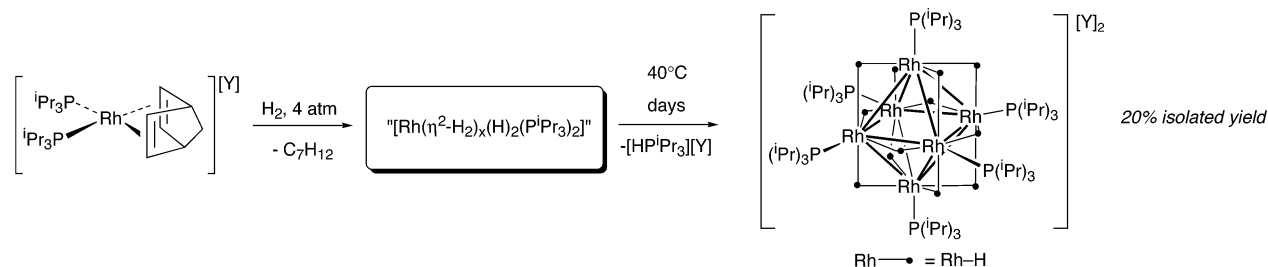 [Y]
ⁱPr₃P
ⁱPr₃P
Rh
H₂, 4 atm
- C₇H₁₂
"[Rh(η²-H₂)ₓ(H)₂(PⁱPr₃)₂]"
40°C
days
-[HPⁱPr₃][Y]
P(ⁱPr)₃
[Y]₂
Rh
(ⁱPr)₃P
Rh
Rh
P(ⁱPr)₃
Rh
Rh
(ⁱPr)₃P
P(ⁱPr)₃
Rh
P(ⁱPr)₃
Rh = Rh–H
20% isolated yield